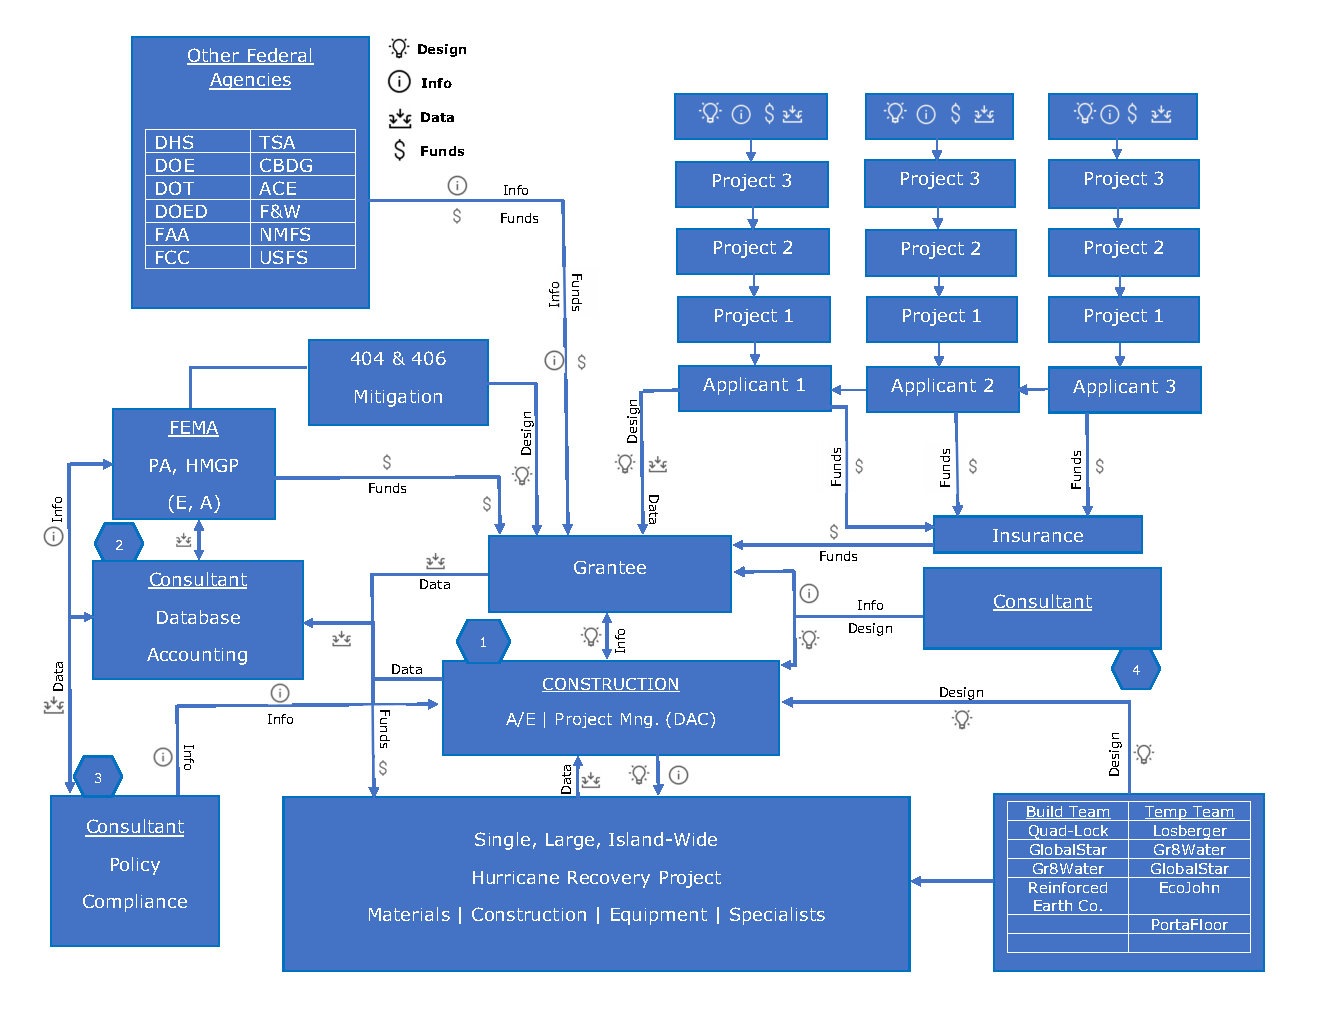 Other Federal
Agencies
DHS TSA
DOE CBDG
DOT ACE
DOED F&W
FAA NMFS
FCC USFS
Design
Info
Data
$ Funds
Info
$ Funds
Info
Funds
$
$
$
$
Project 3
Project 3
Project 3
Project 2
Project 2
Project 2
Project 1
Project 1
Project 1
Applicant 1
Applicant 2
Applicant 3
404 & 406
Mitigation
Design
Design
Data
FEMA
PA, HMGP
(E, A)
$
Funds
$
Funds
$
Funds
$
Funds
$
Insurance
$
Funds
Info
2
Consultant
Database
Accounting
Data
Data
Grantee
Info
Info
Design
Consultant
4
1
Data
CONSTRUCTION
A/E | Project Mng. (DAC)
Info
Info
Funds
$
Design
Design
Data
3
Consultant
Policy
Compliance
Single, Large, Island-Wide
Hurricane Recovery Project
Materials | Construction | Equipment | Specialists
Build Team Temp Team
Quad-Lock Losberger
GlobalStar Gr8Water
Gr8Water GlobalStar
Reinforced EcoJohn
Earth Co.
PortaFloor